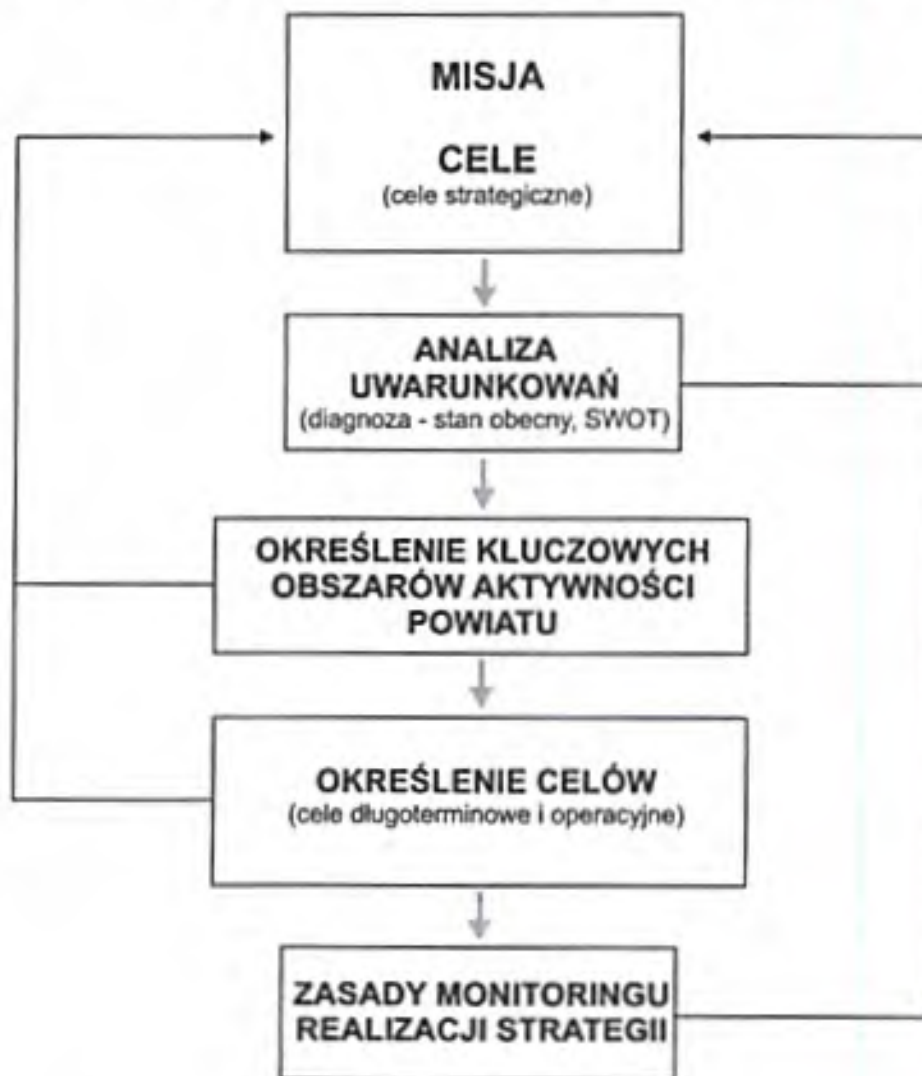 MISJA
CELE
(cele strategiczne)
ANALIZA
UWARUNKOWAŃ
(diagnoza - stan obecny, SWOT)
OKREŚLENIE KLUCZOWYCH
OBSZARÓW AKTYWNOŚCI
POWIATU
OKREŚLENIE CELÓW
(cele długoterminowe i operacyjne)
ZASADY MONITORINGU
REALIZACJI STRATEGII